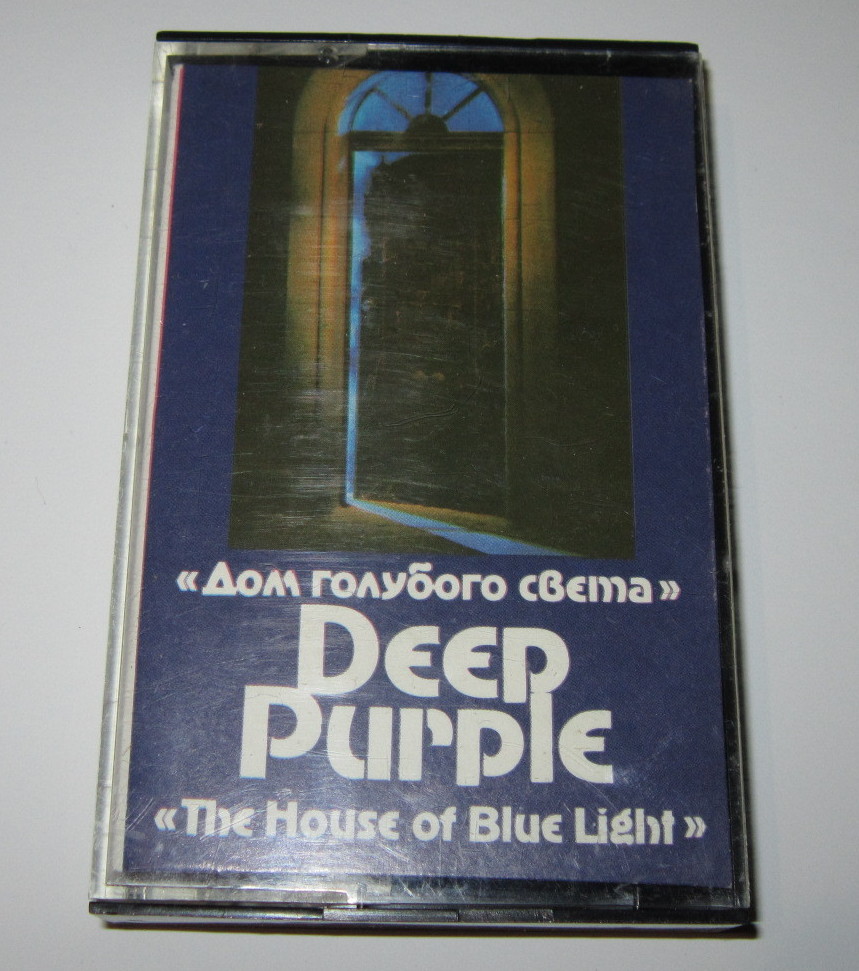 «Дом голубого света»
Deep
Purple
«The House of Blue Light»